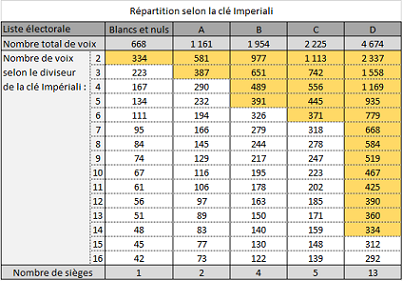 Répartition selon la clé Imperiali
Liste électorale Blancs et nuls A B C D
Nombre total de voix 668 1 161 1 954 2 225 4 674
Nombre de voix 2 334 581 977 1 113 2 337
selon le diviseur 3 223 387 651 742 1 558
de la clé Impériali : 4 167 290 489 556 1 169
5 134 232 391 445 935
6 111 194 326 371 779
7 95 166 279 318 668
8 84 145 244 278 584
9 74 129 217 247 519
10 67 116 195 223 467
11 61 106 178 202 425
12 56 97 163 185 390
13 51 89 150 171 360
14 48 83 140 159 334
15 45 77 130 148 312
16 42 73 122 139 292
Nombre de sièges 1 2 4 5 13